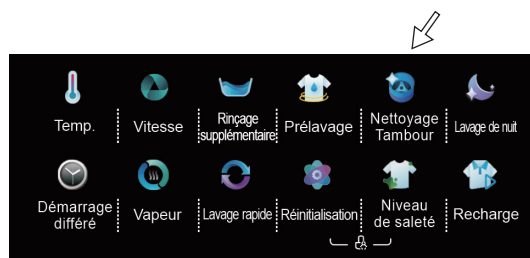 Temp.
Vitesse
Rinçage
supplémentaire
Prélavage
Nettoyage
Tambour
Lavage de nuit
Démarrage
différé
Vapeur
Lavage rapide
Réinitialisation
Niveau
de saleté
Recharge